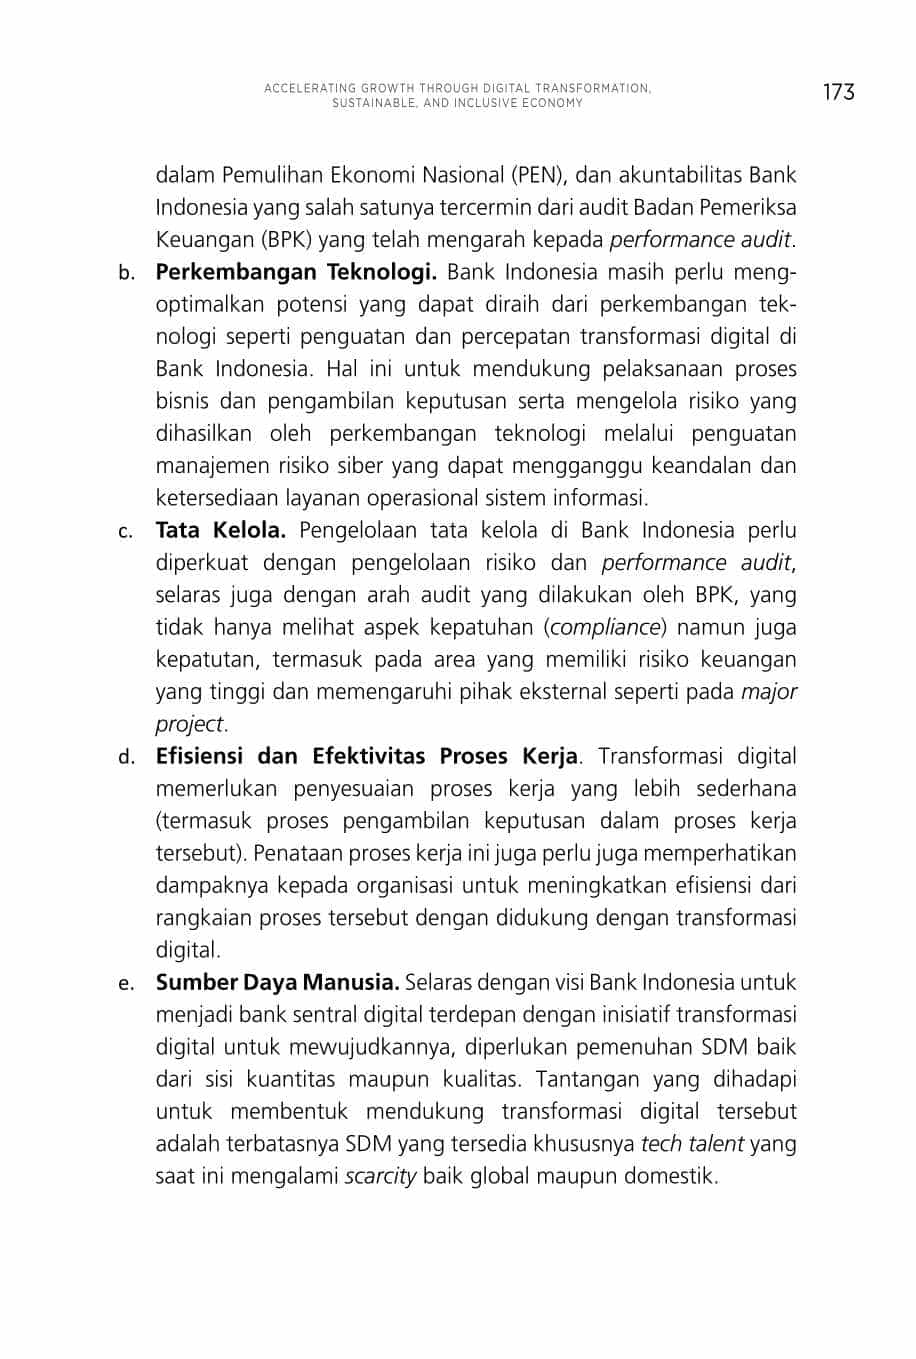 ACCELERATING GROWTH THROUGH DIGITAL TRANSFORMATION,
SUSTAINABLE, AND INCLUSIVE ECONOMY
173
dalam Pemulihan Ekonomi Nasional (PEN), dan akuntabilitas Bank
Indonesia yang salah satunya tercermin dari audit Badan Pemeriksa
Keuangan (BPK) yang telah mengarah kepada performance audit.
b. Perkembangan Teknologi. Bank Indonesia masih perlu meng-
optimalkan potensi yang dapat diraih dari perkembangan tek-
nologi seperti penguatan dan percepatan transformasi digital di
Bank Indonesia. Hal ini untuk mendukung pelaksanaan proses
bisnis dan pengambilan keputusan serta mengelola risiko yang
dihasilkan oleh perkembangan teknologi melalui penguatan
manajemen risiko siber yang dapat mengganggu keandalan dan
ketersediaan layanan operasional sistem informasi.
c. Tata Kelola. Pengelolaan tata kelola di Bank Indonesia perlu
diperkuat dengan pengelolaan risiko dan performance audit,
selaras juga dengan arah audit yang dilakukan oleh BPK, yang
tidak hanya melihat aspek kepatuhan (compliance) namun juga
kepatutan, termasuk pada area yang memiliki risiko keuangan
yang tinggi dan memengaruhi pihak eksternal seperti pada major
project.
d. Efisiensi dan Efektivitas Proses Kerja. Transformasi digital
memerlukan penyesuaian proses kerja yang lebih sederhana
(termasuk proses pengambilan keputusan dalam proses kerja
tersebut). Penataan proses kerja ini juga perlu juga memperhatikan
dampaknya kepada organisasi untuk meningkatkan efisiensi dari
rangkaian proses tersebut dengan didukung dengan transformasi
digital.
e. Sumber Daya Manusia. Selaras dengan visi Bank Indonesia untuk
menjadi bank sentral digital terdepan dengan inisiatif transformasi
digital untuk mewujudkannya, diperlukan pemenuhan SDM baik
dari sisi kuantitas maupun kualitas. Tantangan yang dihadapi
untuk membentuk mendukung transformasi digital tersebut
adalah terbatasnya SDM yang tersedia khususnya tech talent yang
saat ini mengalami scarcity baik global maupun domestik.